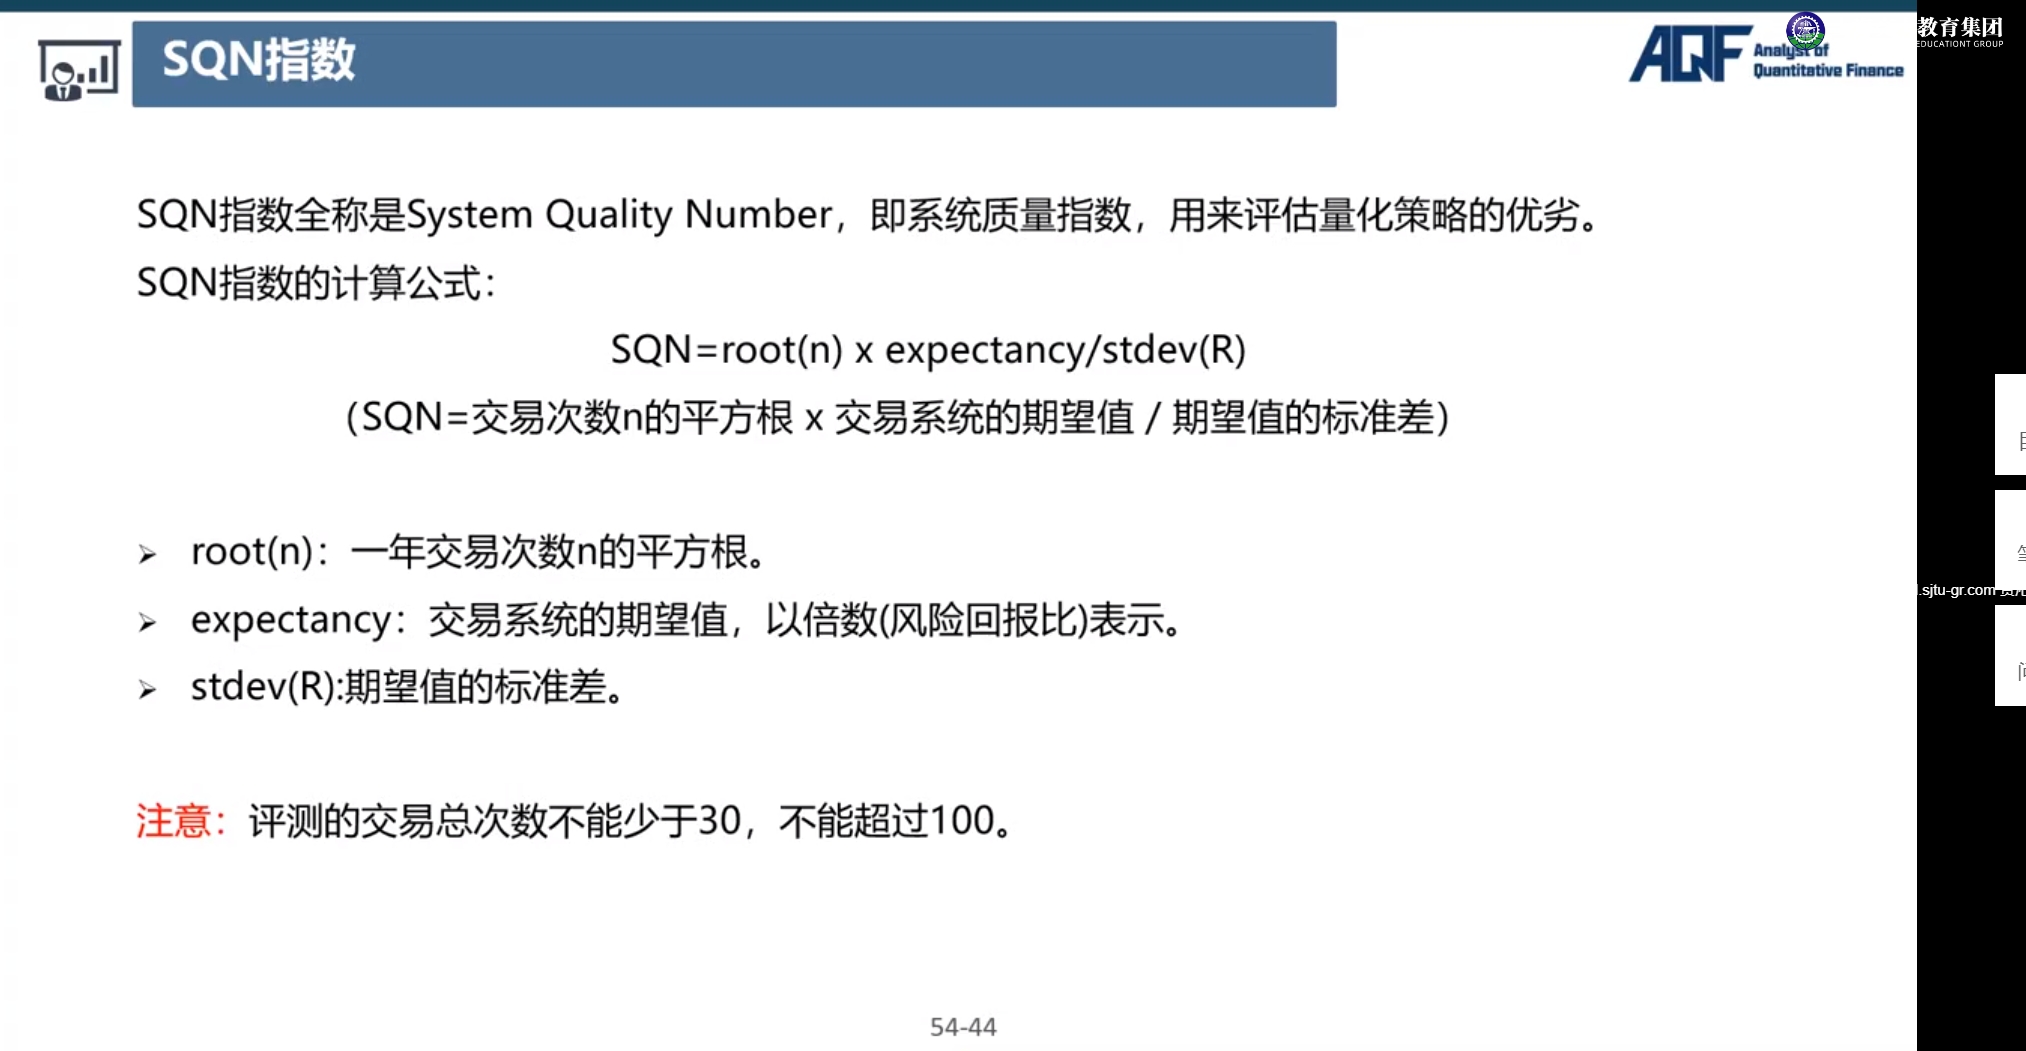 SQN指数
AQF Analyst of
Quantitative Finance
教育集团
EDUCATIONT GROUP
SQN指数全称是System Quality Number，即系统质量指数，用来评估量化策略的优劣。
SQN指数的计算公式：
SQN=root(n) x expectancy/stdev(R)
（SQN=交易次数n的平方根 x 交易系统的期望值 / 期望值的标准差）
➢ root(n)：一年交易次数n的平方根。
➢ expectancy：交易系统的期望值，以倍数(风险回报比)表示。
.sjtu-gr.com
➢ stdev(R):期望值的标准差。
注意：评测的交易总次数不能少于30，不能超过100。
54-44